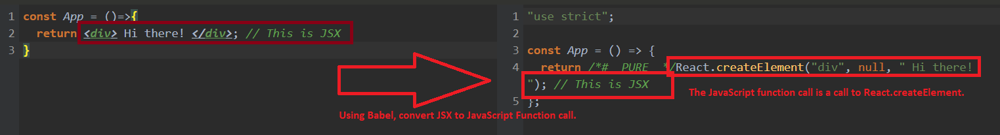 1 const App = ()=>{
2 return <div> Hi there! </div>; // This is JSX
3 }
Using Babel, convert JSX to JavaScript Function call.
1 "use strict";
2
3 const App = () => {
4 return /*#__PURE__*/React.createElement("div", null, " Hi there!
"); // This is JSX
The JavaScript function call is a call to React.createElement.
5 };